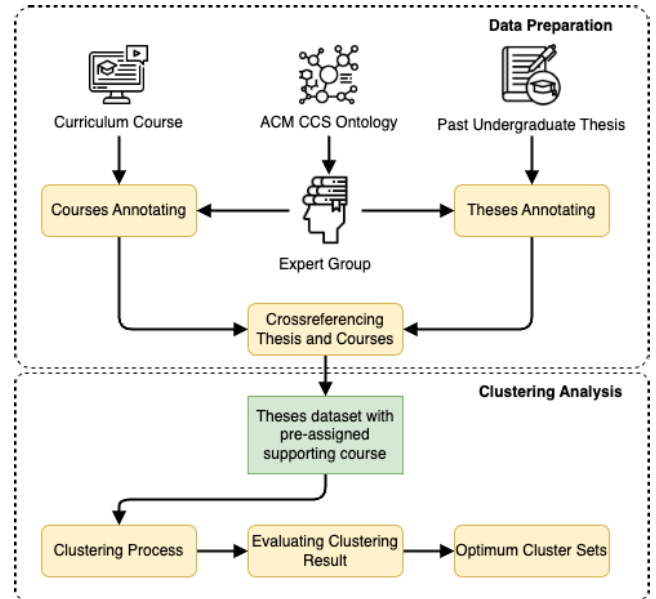 Data Preparation
Curriculum Course
ACM CCS Ontology
Past Undergraduate Thesis
Courses Annotating
Theses Annotating
Expert Group
Crossreferencing
Thesis and Courses
Clustering Analysis
Theses dataset with
pre-assigned
supporting course
Clustering Process
Evaluating Clustering
Result
Optimum Cluster Sets